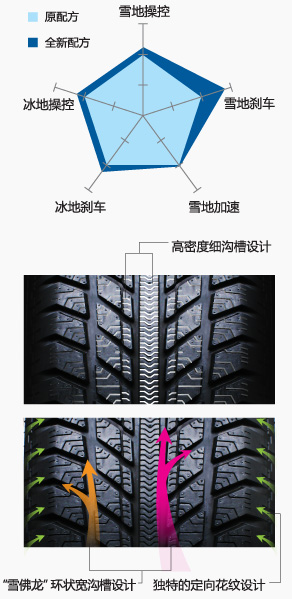 原配方
全新配方
雪地操控
雪地刹车
雪地加速
冰地刹车
冰地操控
高密度细沟槽设计
“雪佛龙”环状宽沟槽设计
独特的定向花纹设计